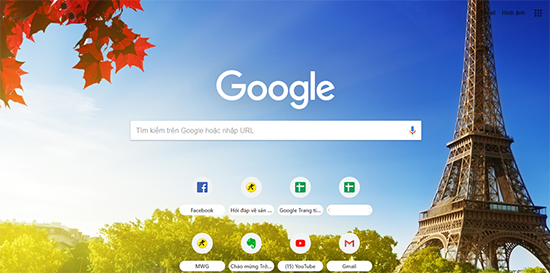 Hình ảnh
Google
Tìm kiếm trên Google hoặc nhập URL
Facebook
Hỏi đáp về sản ...
Google Trang tí...
MWG
Chào mừng Trở...
(15) YouTube
Gmail